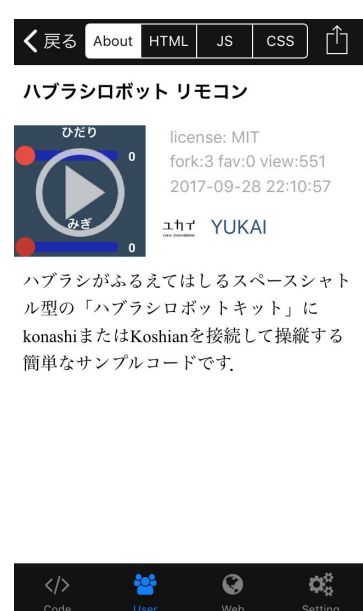 戻る About HTML JS CSS
ハブラシロボット リモコン
ひだり
0
みぎ
0
license: MIT
fork:3 fav:0 view:551
2017-09-28 22:10:57
ユカイ YUKAI
ハブラシがふるえてはしるスペースシャト
ル型の「ハブラシロボットキット」に
konashiまたはKoshianを接続して操縦する
簡単なサンプルコードです.
</> Code User Web Setting